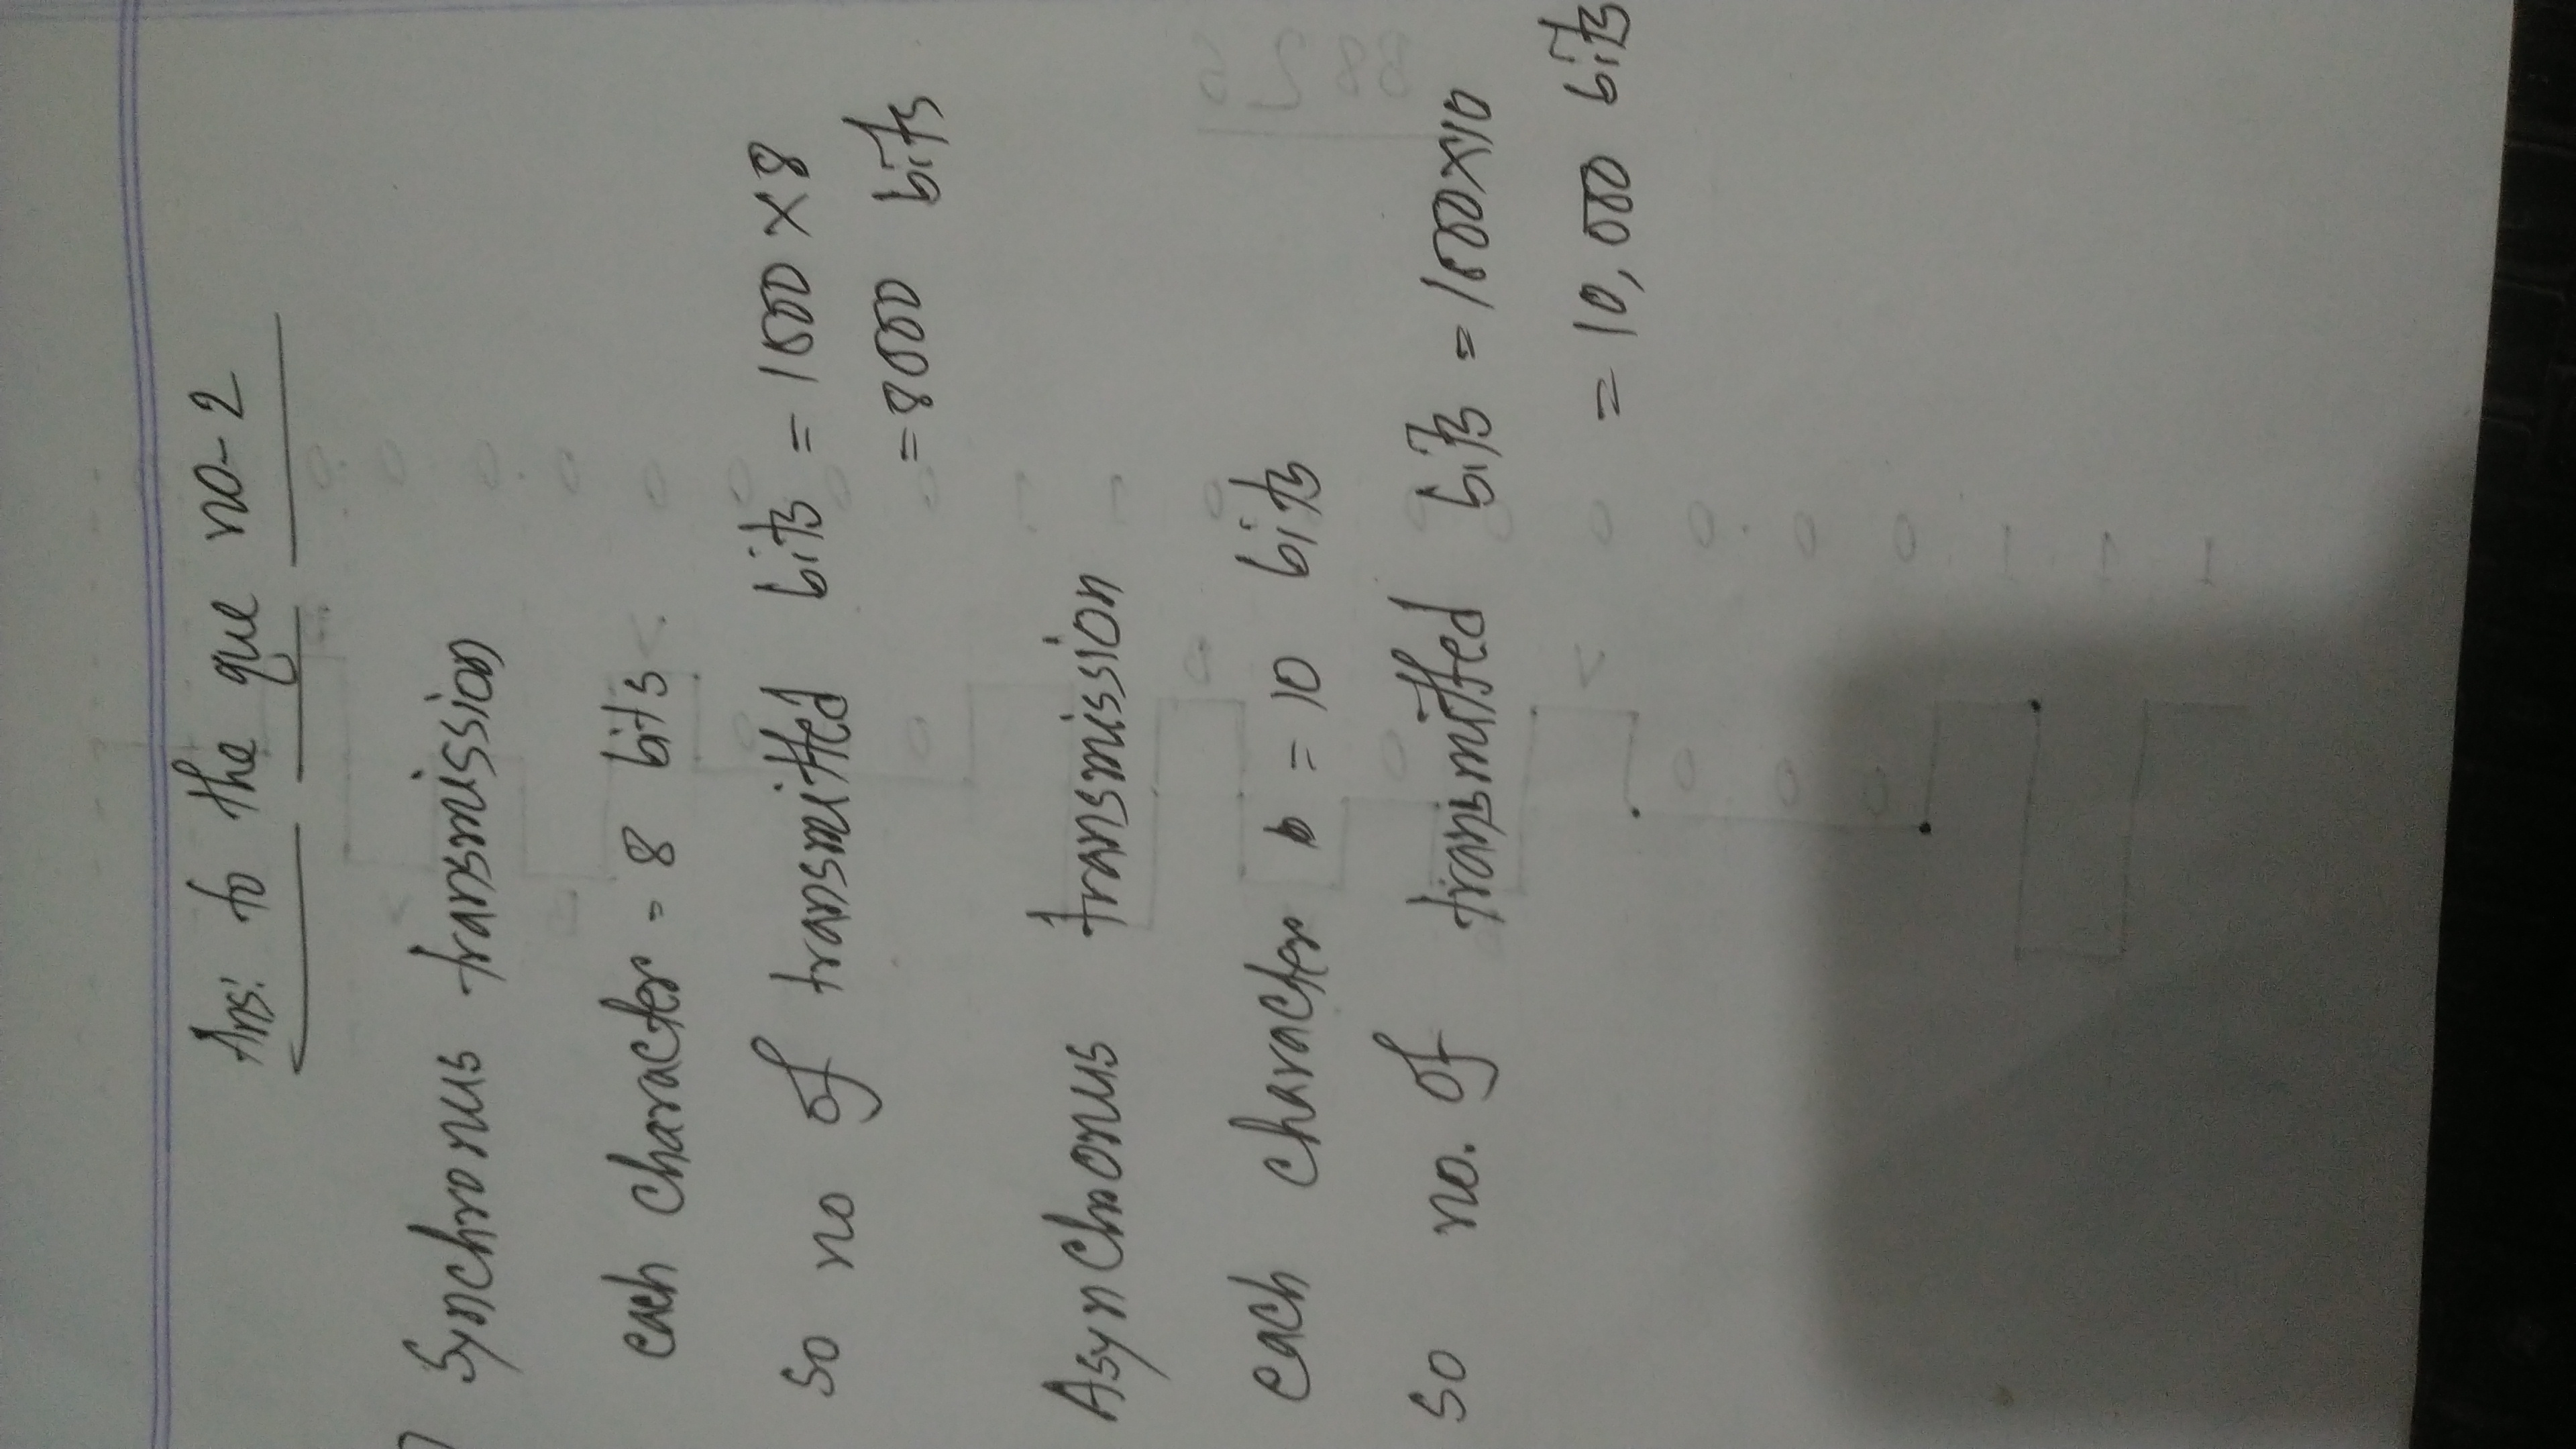 Ans: to the que no-2
Synchronus transmission
each character = 8 bits
so no of transmitted bits = 1000 × 8
= 8000 bits
Asynchronus transmission
each character = 10 bits
so no. of transmitted bits = 1000×10
= 10,000 bits